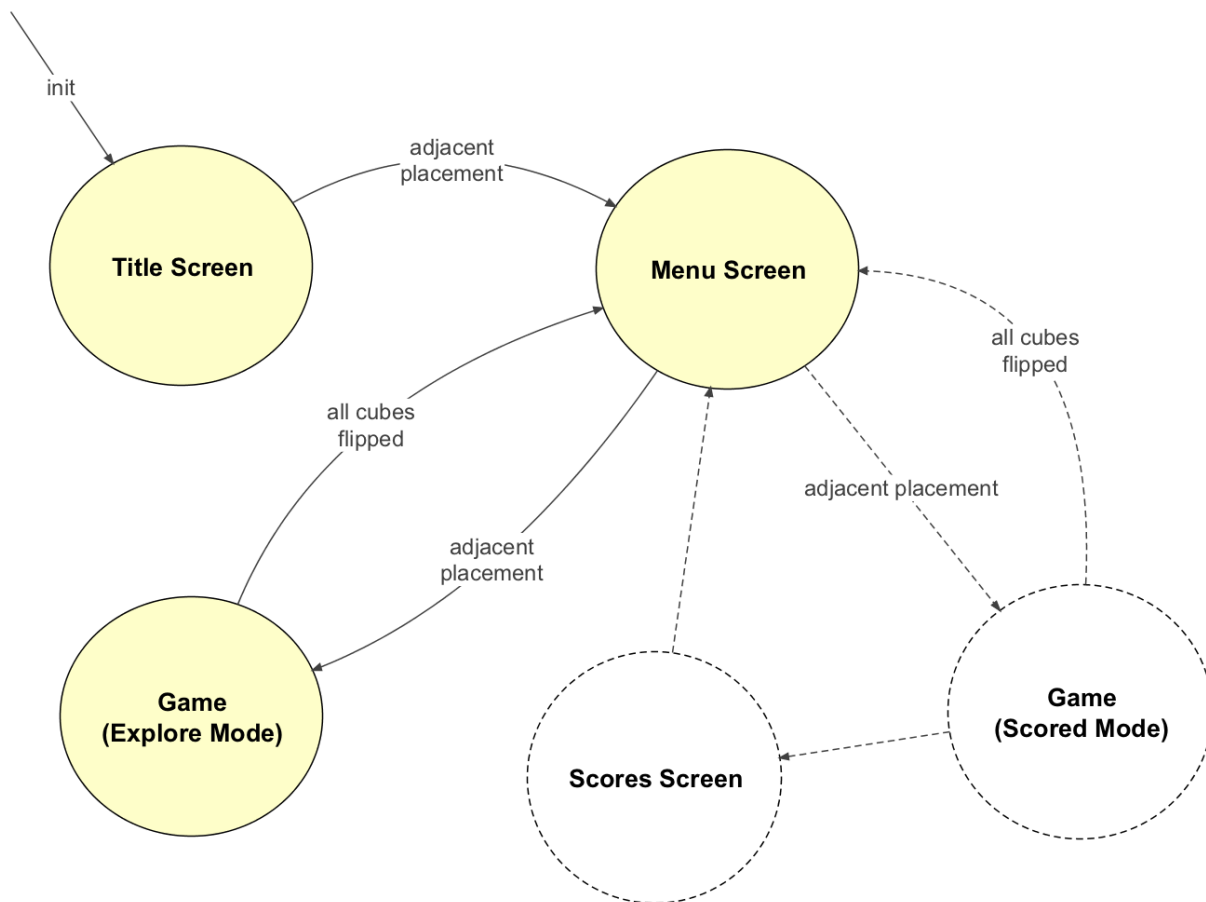 init
adjacent
placement
Title Screen
Menu Screen
all cubes
flipped
all cubes
flipped
adjacent placement
adjacent
placement
Game
(Explore Mode)
Game
(Scored Mode)
Scores Screen